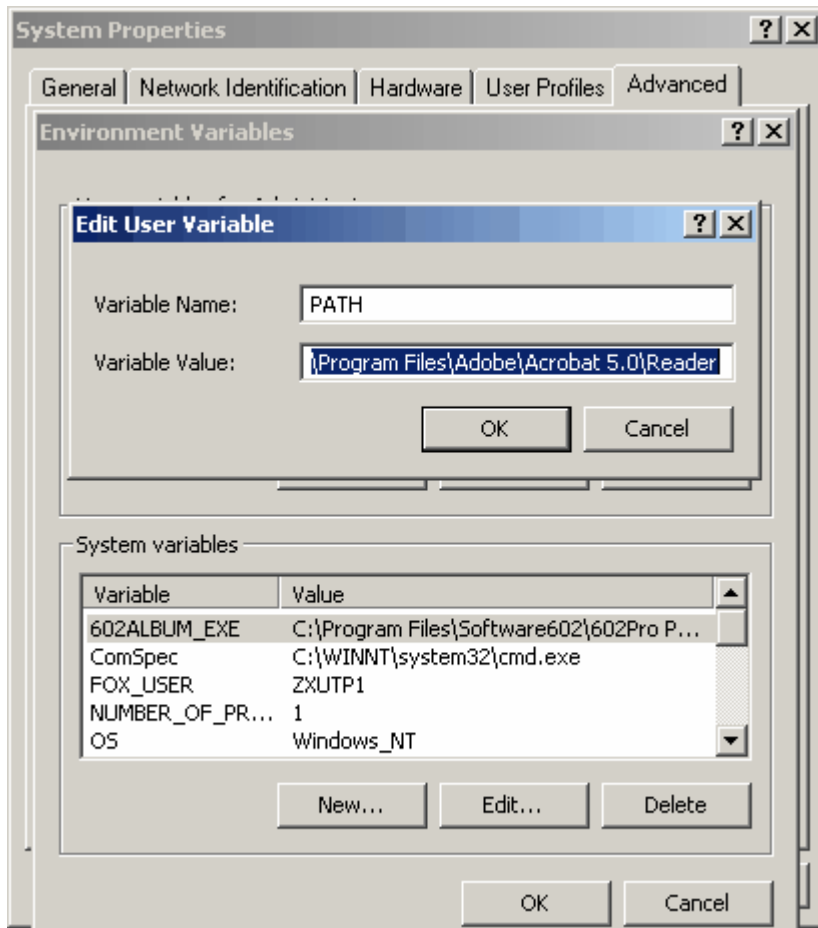 System Properties
General Network Identification Hardware User Profiles Advanced
Environment Variables
Edit User Variable
Variable Name: PATH
Variable Value: \Program Files\Adobe\Acrobat 5.0\Reader
OK Cancel
System variables
Variable Value
602ALBUM_EXE C:\Program Files\Software602\602Pro P...
ComSpec C:\WINNT\system32\cmd.exe
FOX_USER ZXUTP1
NUMBER_OF_PR... 1
OS Windows_NT
New... Edit... Delete
OK Cancel